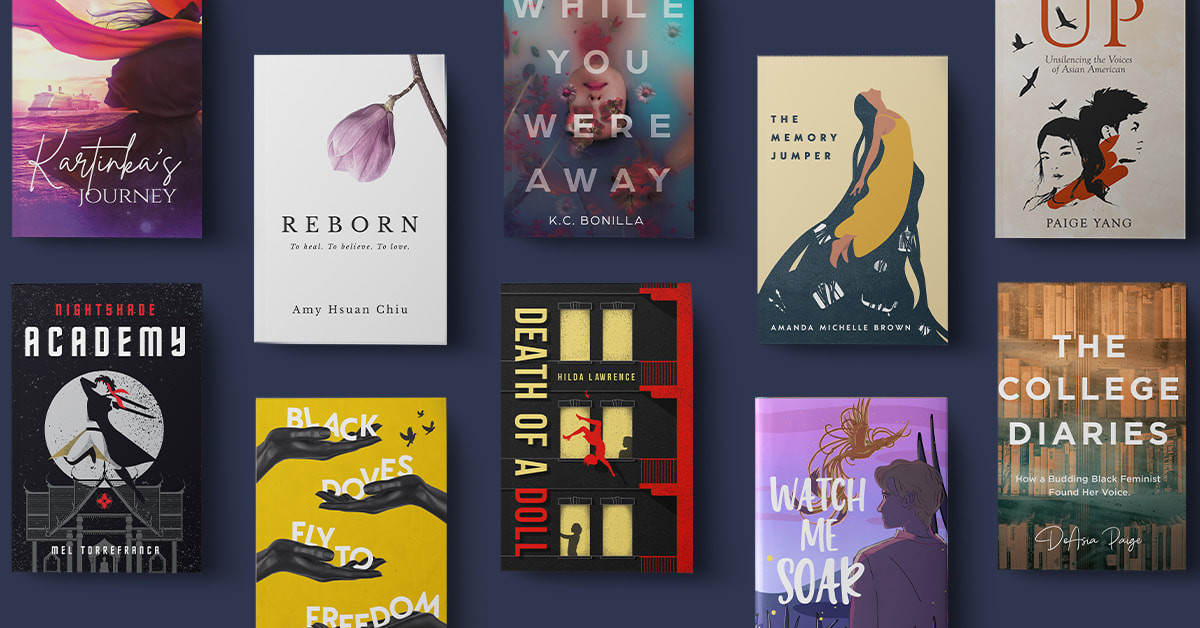 Kartinka's
JOURNEY
NIGHTSHADE
ACADEMY
MEL TORREFRANCA
REBORN
To heal. To believe. To love.
Amy Hsuan Chiu
BLACK
DOVES
FLY
TO
FREEDOM
WHILE
YOU
WERE
AWAY
K.C. BONILLA
DEATH OF A DOLL
HILDA LAWRENCE
THE
MEMORY
JUMPER
AMANDA MICHELLE BROWN
WATCH
ME
SOAR
UP
Unsilencing the Voices
of Asian American
PAIGE YANG
THE
COLLEGE
DIARIES
How a Budding Black Feminist
Found Her Voice.
DeAsia Paige